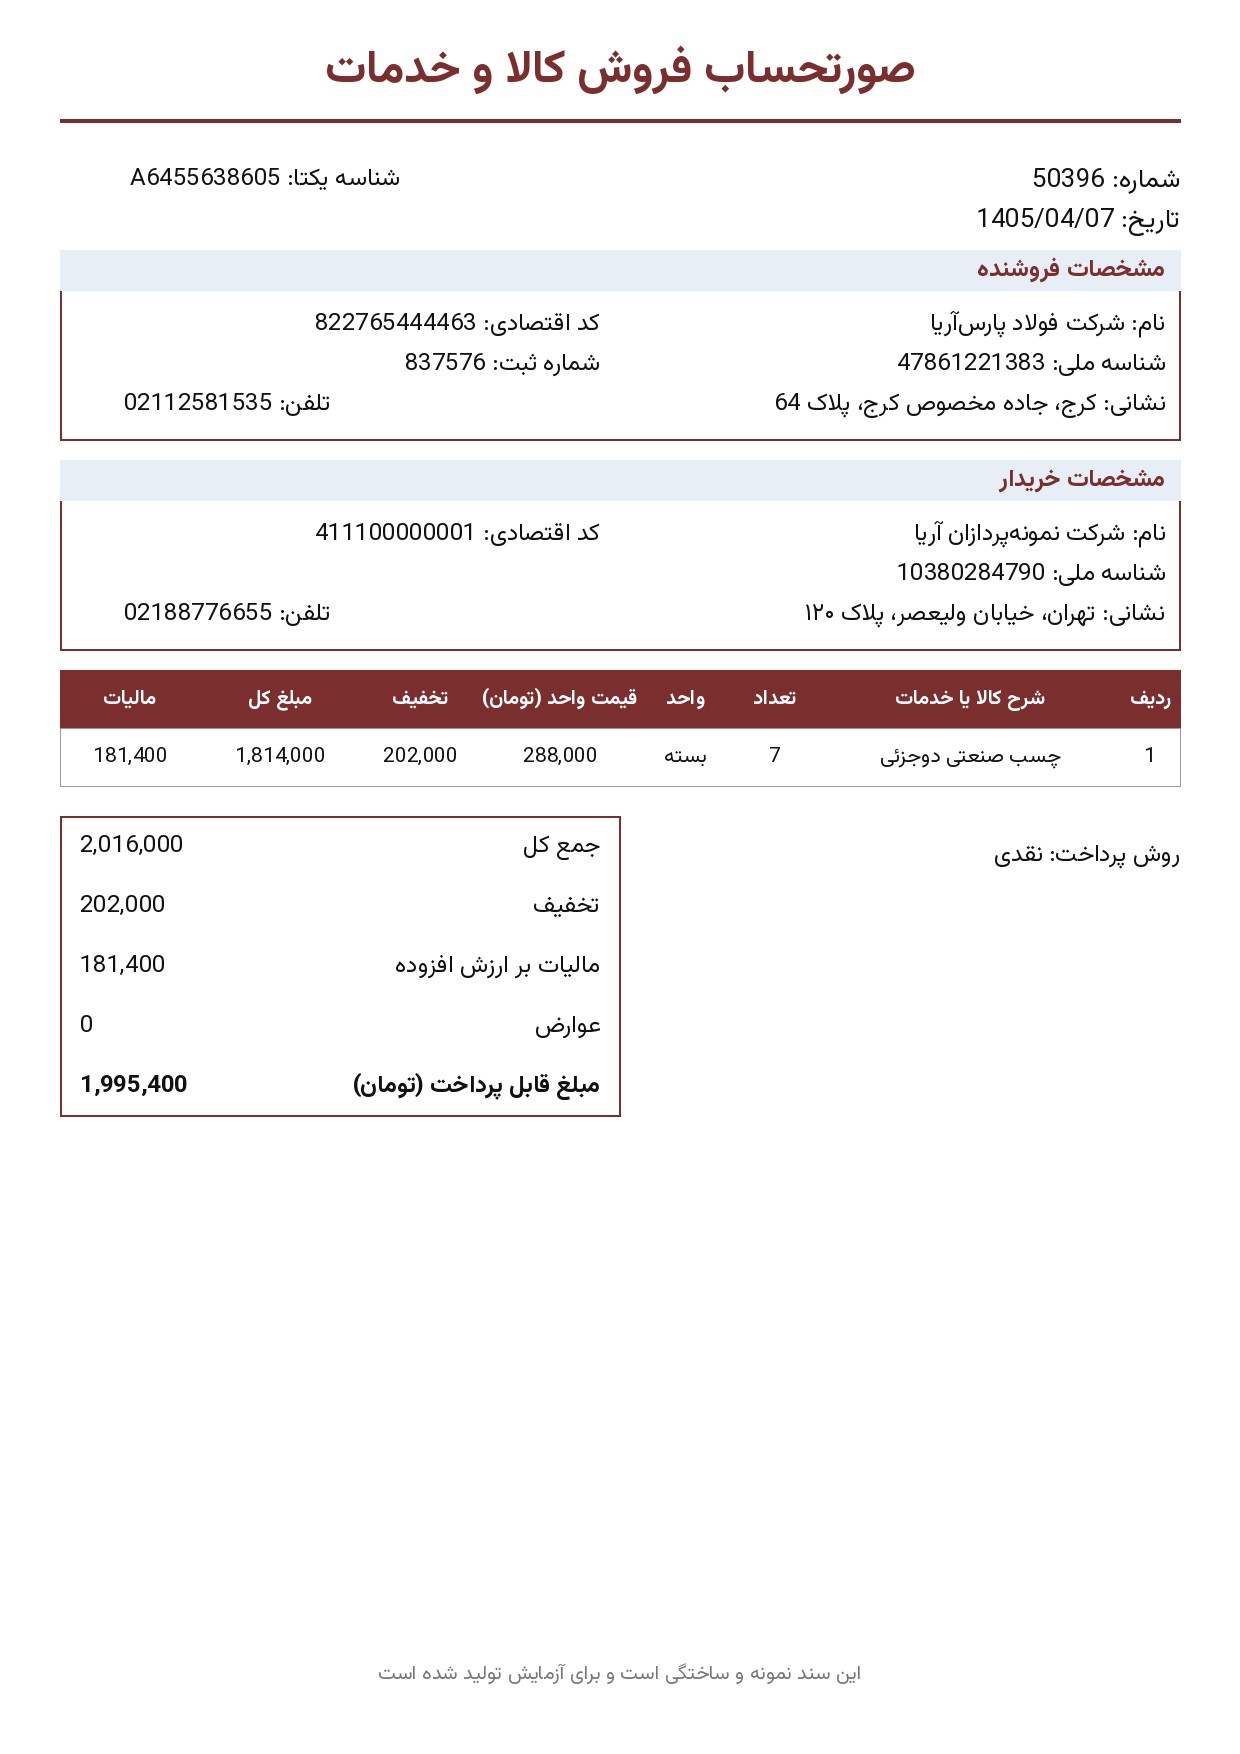 صورتحساب فروش کالا و خدمات
شماره: 50396
شناسه یکتا: A6455638605
تاریخ: 1405/04/07
مشخصات فروشنده
نام: شرکت فولاد پارس‌آریا
کد اقتصادی: 822765444463
شناسه ملی: 47861221383
شماره ثبت: 837576
نشانی: کرج، جاده مخصوص کرج، پلاک 64
تلفن: 02112581535
مشخصات خریدار
نام: شرکت نمونه‌پردازان آریا
کد اقتصادی: 411100000001
شناسه ملی: 10380284790
نشانی: تهران، خیابان ولیعصر، پلاک ۱۲۰
تلفن: 02188776655
ردیف شرح کالا یا خدمات تعداد واحد قیمت واحد (تومان) تخفیف مبلغ کل مالیات
1 چسب صنعتی دوجزئی 7 بسته 288,000 202,000 1,814,000 181,400
روش پرداخت: نقدی
جمع کل 2,016,000
تخفیف 202,000
مالیات بر ارزش افزوده 181,400
عوارض 0
مبلغ قابل پرداخت (تومان) 1,995,400
این سند نمونه و ساختگی است و برای آزمایش تولید شده است